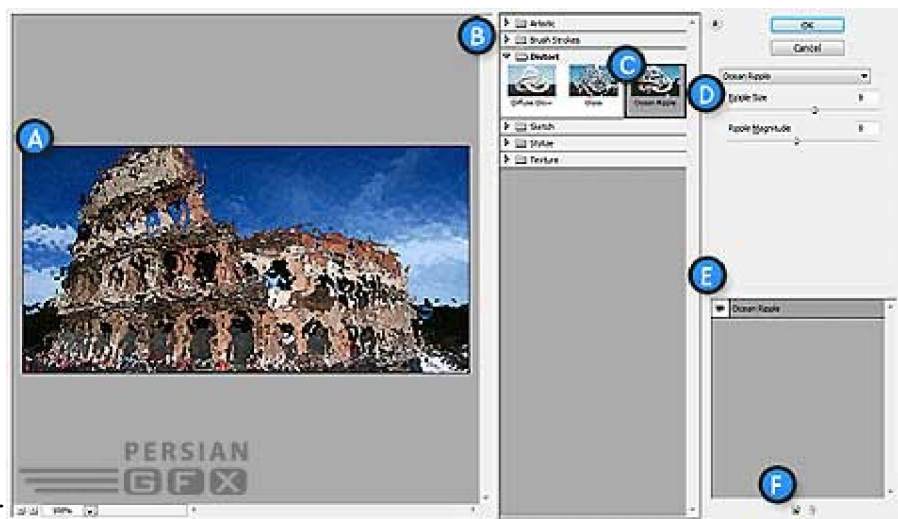 A
B
Artistic
Brush Strokes
Distort
C
Diffuse Glow
Glass
Ocean Ripple
Sketch
Stylize
Texture
OK
Cancel
Ocean Ripple
D
Ripple Size 9
Ripple Magnitude 9
E
Ocean Ripple
F
PERSIAN
GFX
100%